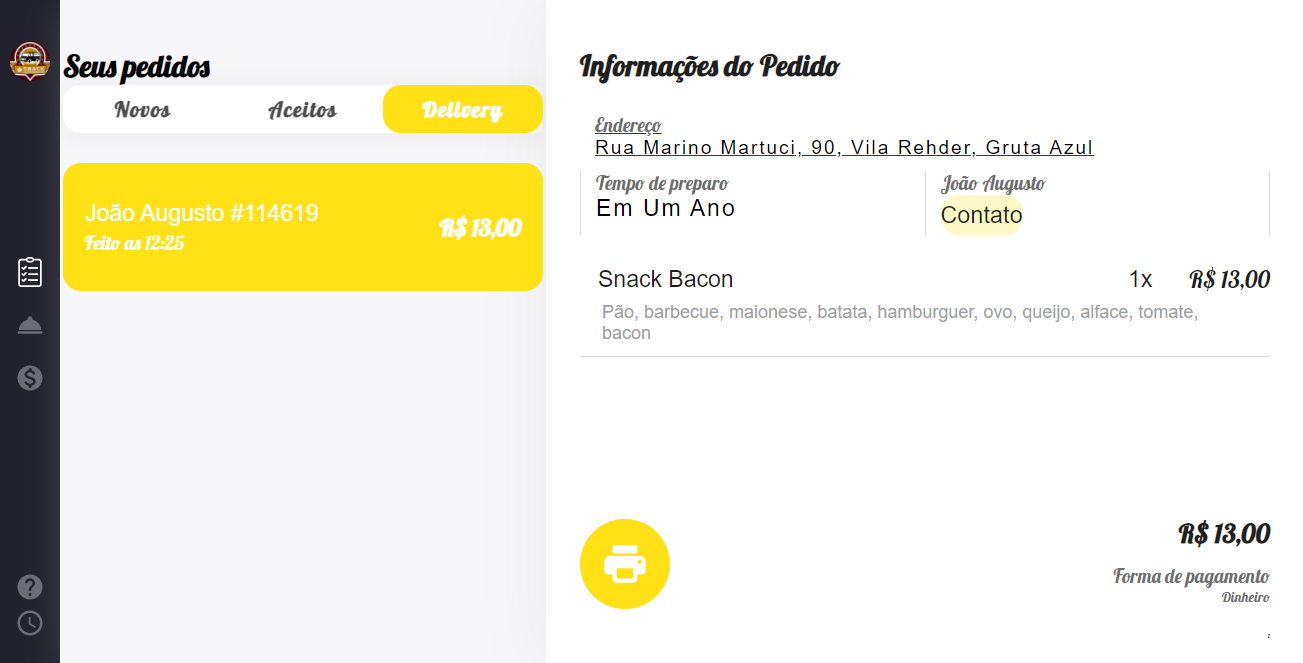 Seus pedidos
Novos Aceitos Delivery
João Augusto #114619
Feito as 12:25
R$ 13,00
Informações do Pedido
Endereço
Rua Marino Martuci, 90, Vila Rehder, Gruta Azul
Tempo de preparo
Em Um Ano
João Augusto
Contato
Snack Bacon 1x R$ 13,00
Pão, barbecue, maionese, batata, hamburguer, ovo, queijo, alface, tomate,
bacon
R$ 13,00
Forma de pagamento
Dinheiro